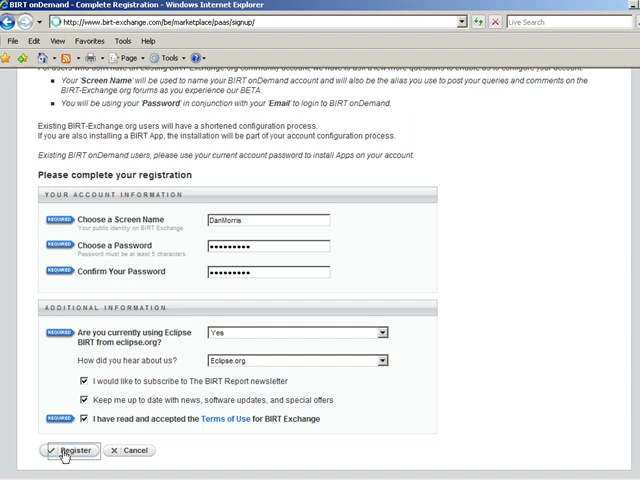 BIRT onDemand - Complete Registration - Windows Internet Explorer
http://www.birt-exchange.com/be/marketplace/paas/signup/
Live Search
File Edit View Favorites Tools Help
Page Tools
Your 'Screen Name' will be used to name your BIRT onDemand account and will also be the alias you use to post your queries and comments on the
BIRT-Exchange.org forums as you experience our BETA.
You will be using your 'Password' in conjunction with your 'Email' to login to BIRT onDemand.
Existing BIRT-Exchange.org users will have a shortened configuration process.
If you are also installing a BIRT App, the installation will be part of your account configuration process.
Existing BIRT onDemand users, please use your current account password to install Apps on your account.
Please complete your registration
YOUR ACCOUNT INFORMATION
REQUIRED Choose a Screen Name DanMorris
Your public identity on BIRT Exchange.
REQUIRED Choose a Password •••••••••
Password must be at least 5 characters.
REQUIRED Confirm Your Password •••••••••
ADDITIONAL INFORMATION
REQUIRED Are you currently using Eclipse Yes
BIRT from eclipse.org?
How did you hear about us? Eclipse.org
I would like to subscribe to The BIRT Report newsletter
Keep me up to date with news, software updates, and special offers
REQUIRED I have read and accepted the Terms of Use for BIRT Exchange
Register Cancel